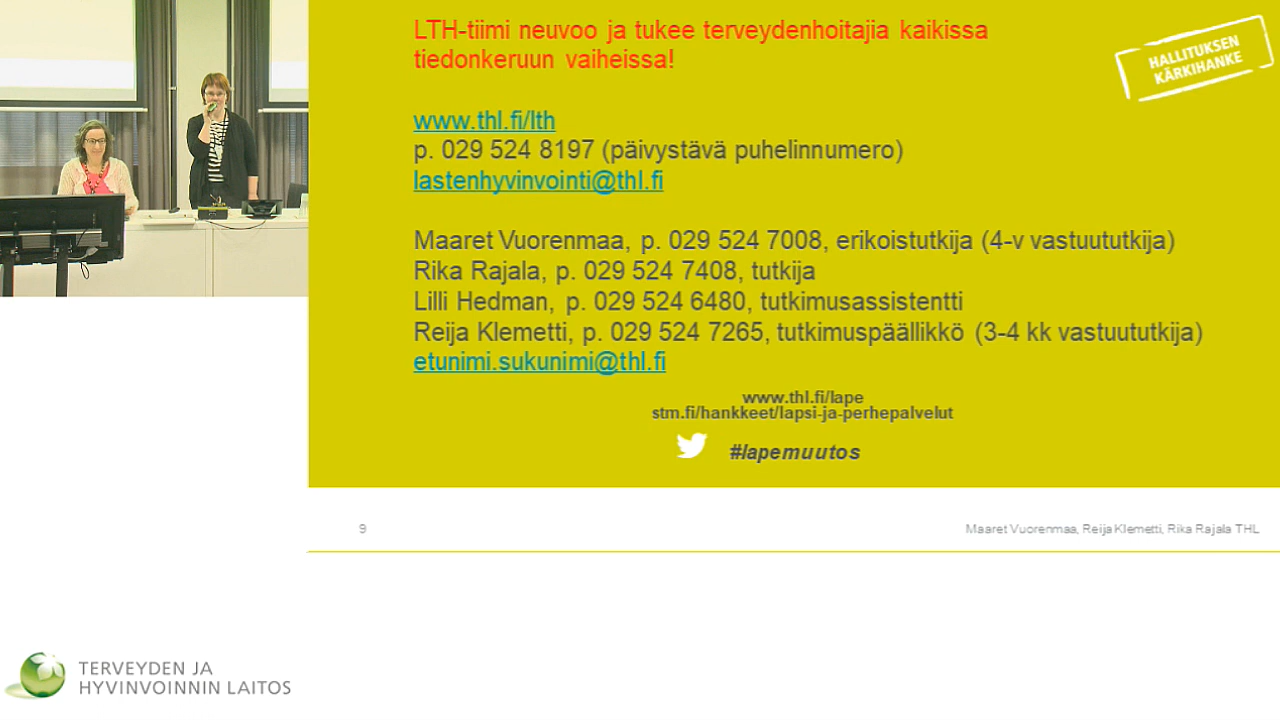 LTH-tiimi neuvoo ja tukee terveydenhoitajia kaikissa
tiedonkeruun vaiheissa!
HALLITUKSEN
KÄRKIHANKE
www.thl.fi/lth
p. 029 524 8197 (päivystävä puhelinnumero)
lastenhyvinvointi@thl.fi
Maaret Vuorenmaa, p. 029 524 7008, erikoistutkija (4-v vastuututkija)
Rika Rajala, p. 029 524 7408, tutkija
Lilli Hedman, p. 029 524 6480, tutkimusassistentti
Reija Klemetti, p. 029 524 7265, tutkimuspäällikkö (3-4 kk vastuututkija)
etunimi.sukunimi@thl.fi
www.thl.fi/lape
stm.fi/hankkeet/lapsi-ja-perhepalvelut
#lapemuutos
9
Maaret Vuorenmaa, Reija Klemetti, Rika Rajala THL
TERVEYDEN JA
HYVINVOINNIN LAITOS